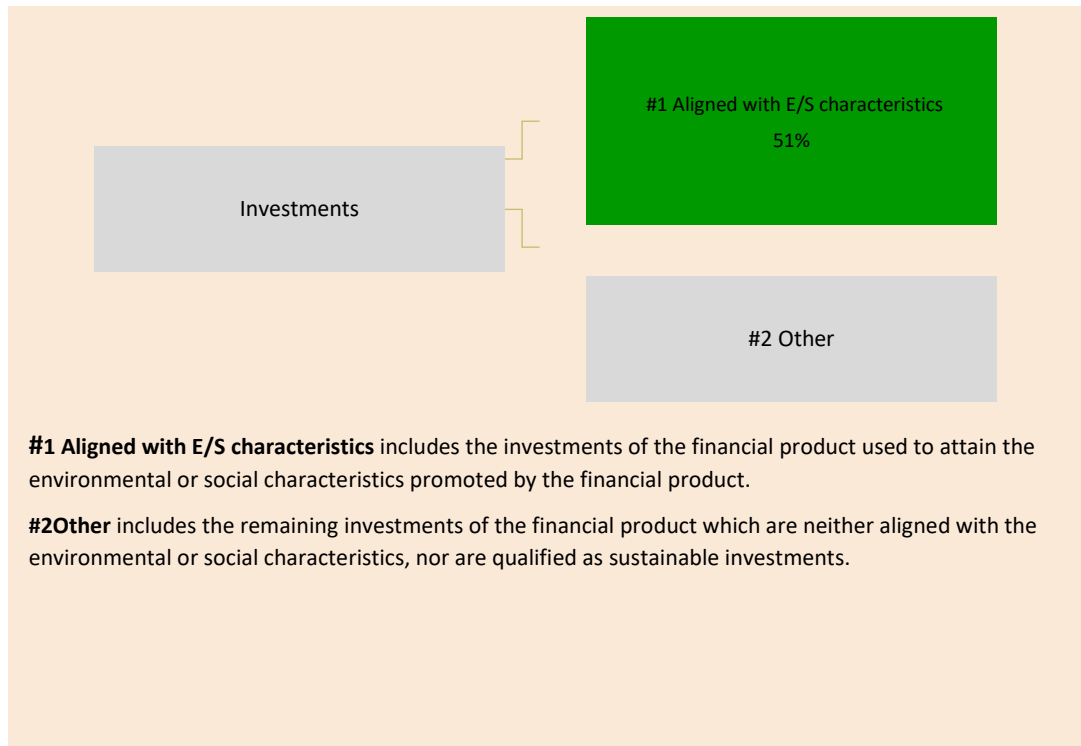 #1 Aligned with E/S characteristics
51%
Investments
#2 Other
#1 Aligned with E/S characteristics includes the investments of the financial product used to attain the
environmental or social characteristics promoted by the financial product.
#2Other includes the remaining investments of the financial product which are neither aligned with the
environmental or social characteristics, nor are qualified as sustainable investments.